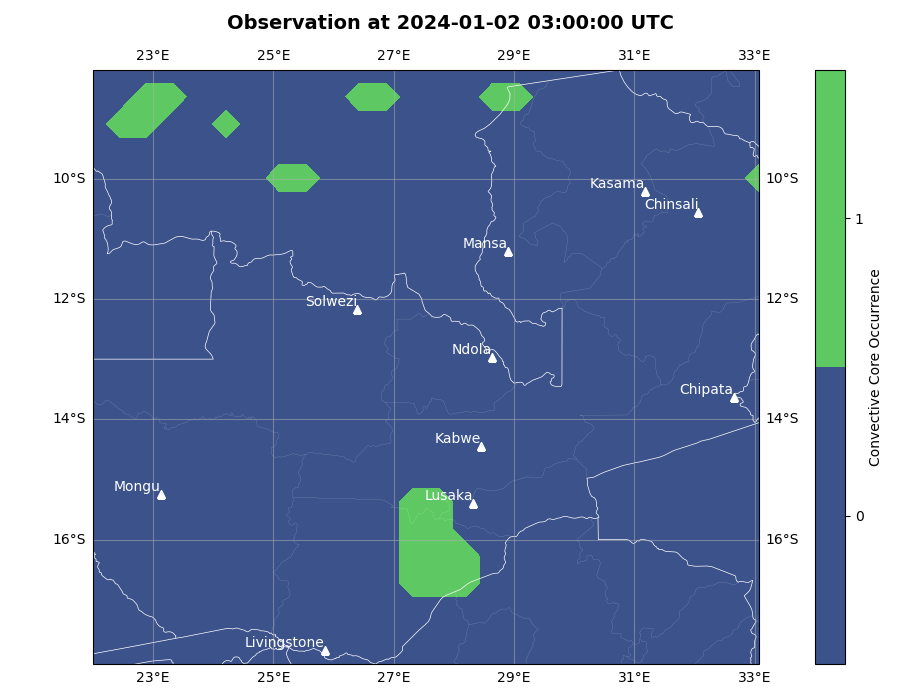 Observation at 2024-01-02 03:00:00 UTC
23°E 25°E 27°E 29°E 31°E 33°E
10°S 10°S
Kasama
Chinsali
Mansa
12°S 12°S
Solwezi
Ndola
Chipata
14°S 14°S
Kabwe
Mongu
Lusaka
16°S 16°S
Livingstone
23°E 25°E 27°E 29°E 31°E 33°E
1
0
Convective Core Occurrence